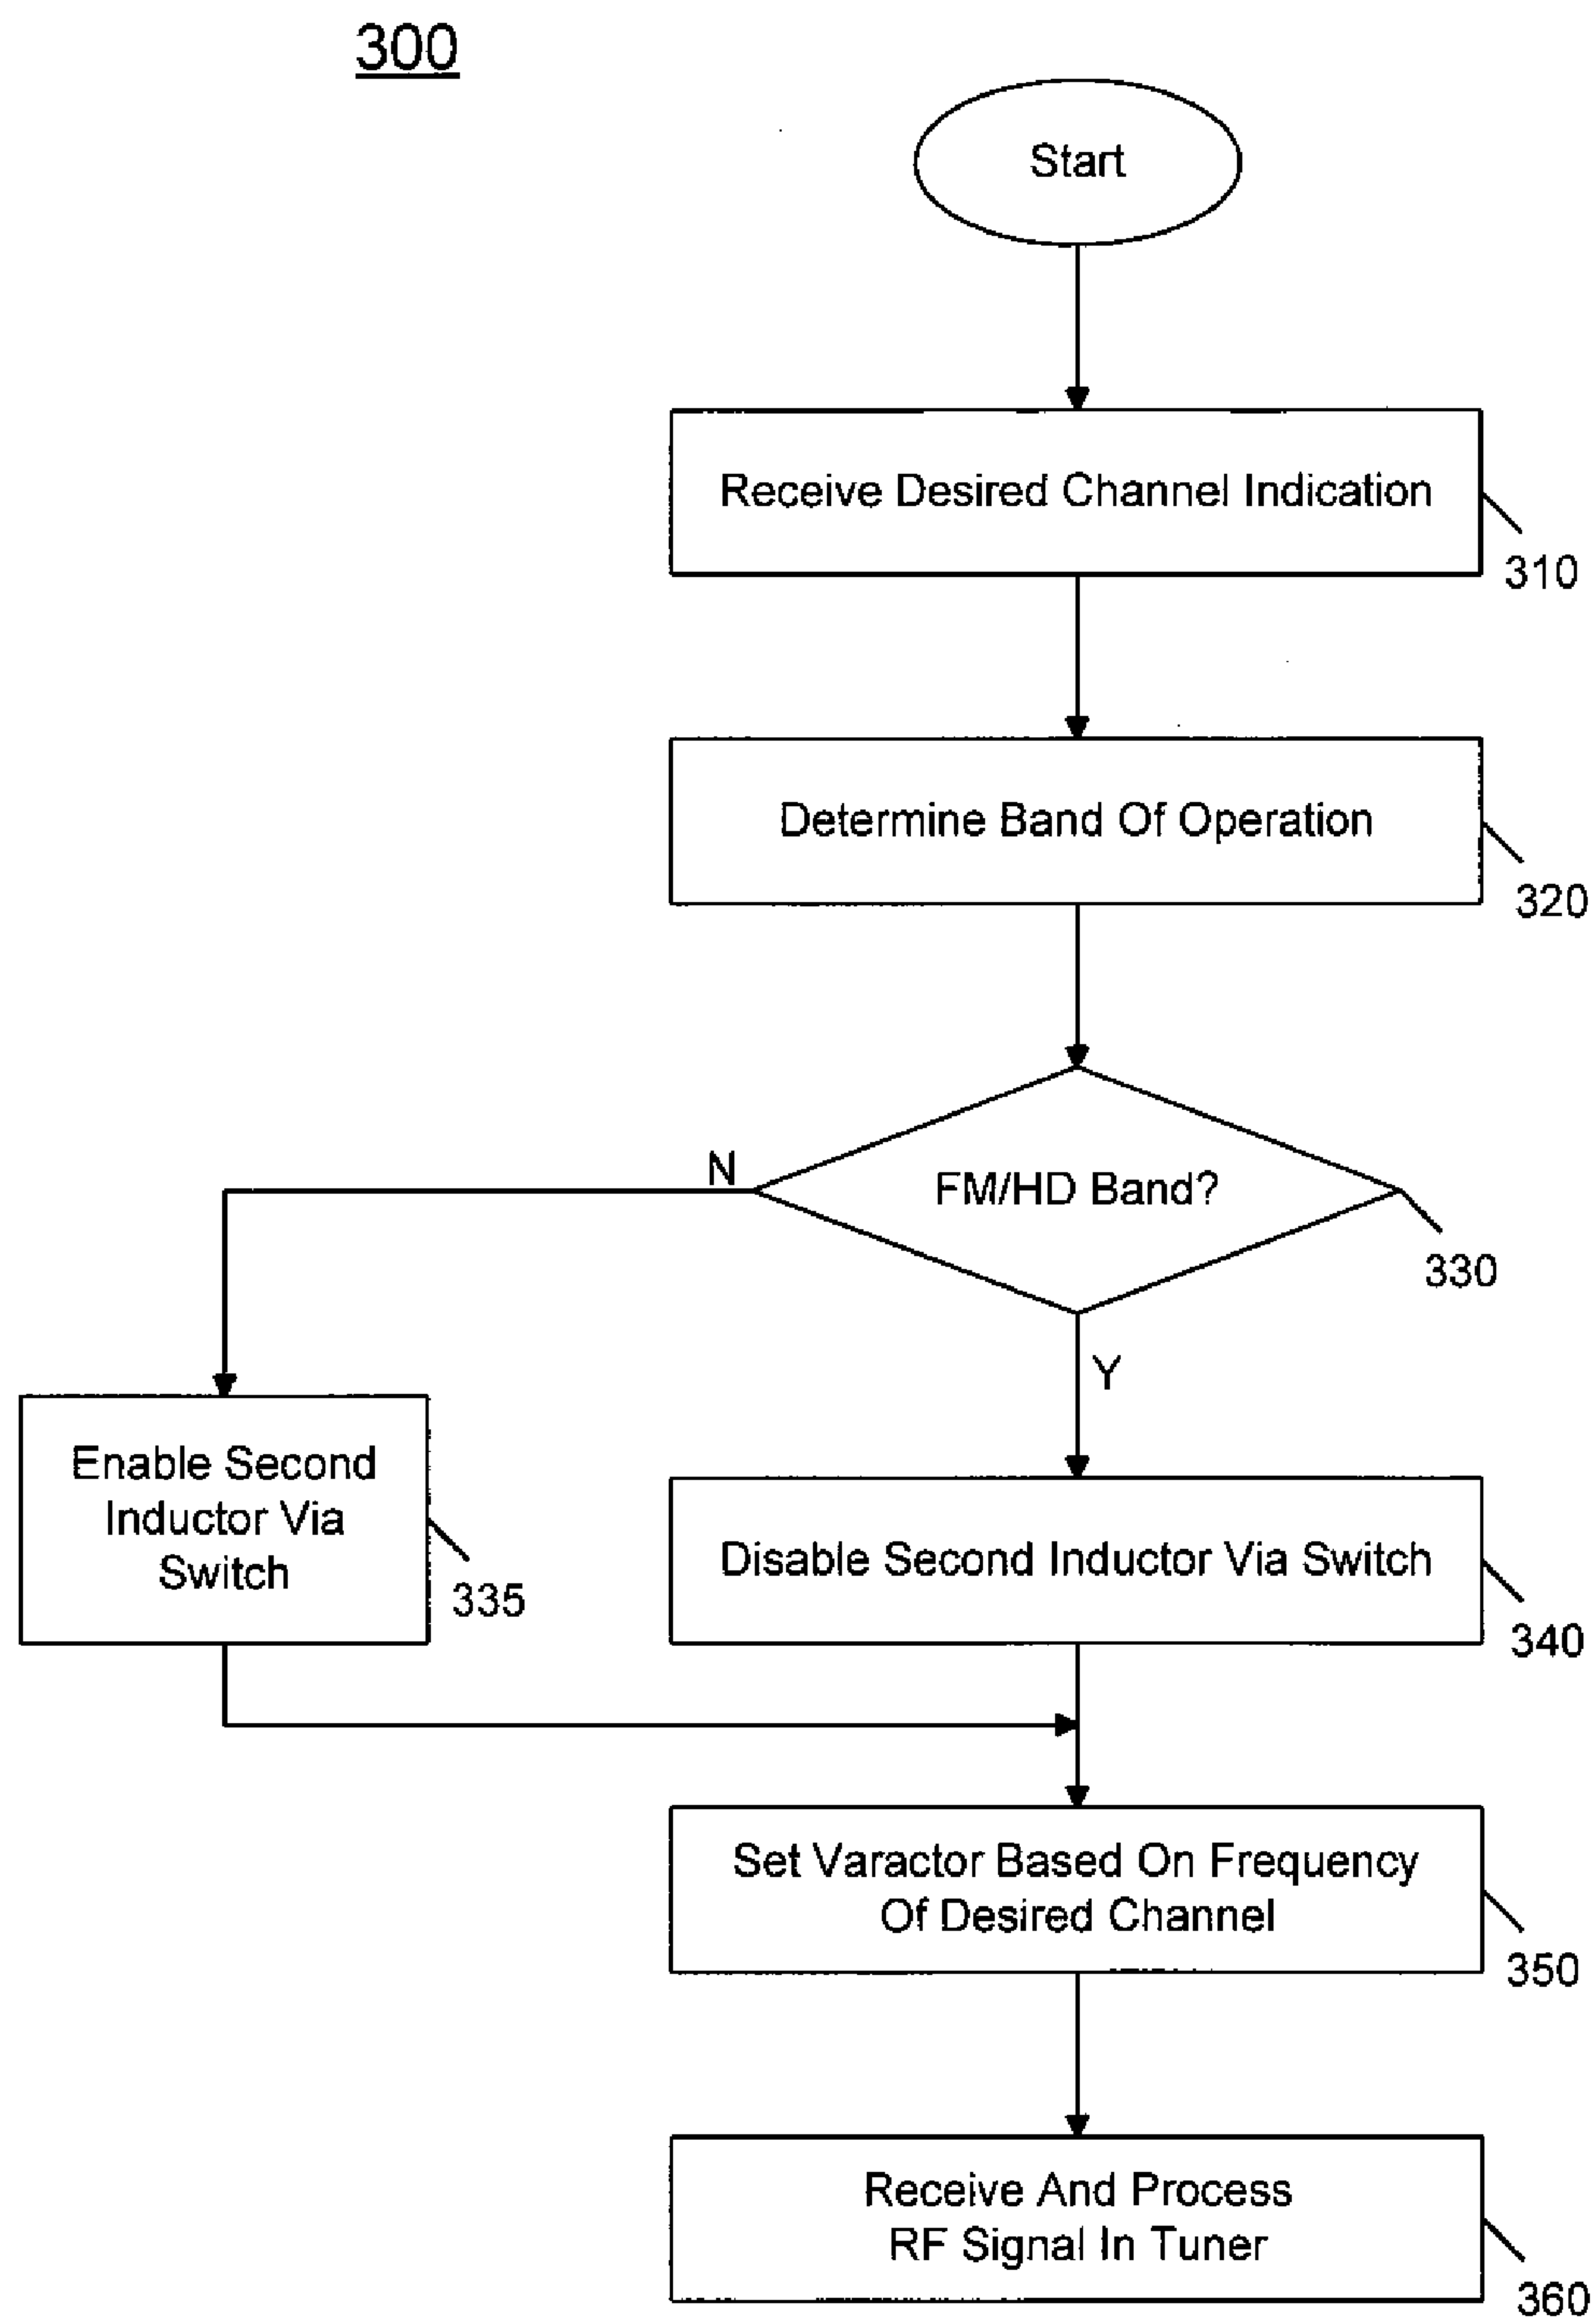 300
Start
Receive Desired Channel Indication
310
Determine Band Of Operation
320
FM/HD Band?
330
N
Y
Enable Second
Inductor Via
Switch
335
Disable Second Inductor Via Switch
340
Set Varactor Based On Frequency
Of Desired Channel
350
Receive And Process
RF Signal In Tuner
360